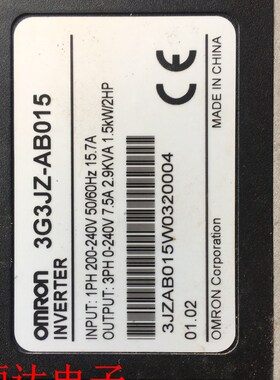 OMRON 3G3JZ-AB015
INVERTER
INPUT: 1PH 200-240V 50/60Hz 15.7A
OUTPUT: 3PH 0-240V 7.5A 2.9KVA 1.5kW/2HP
3JZAB015W0320004
01.02
OMRON Corporation
MADE IN CHINA
CE